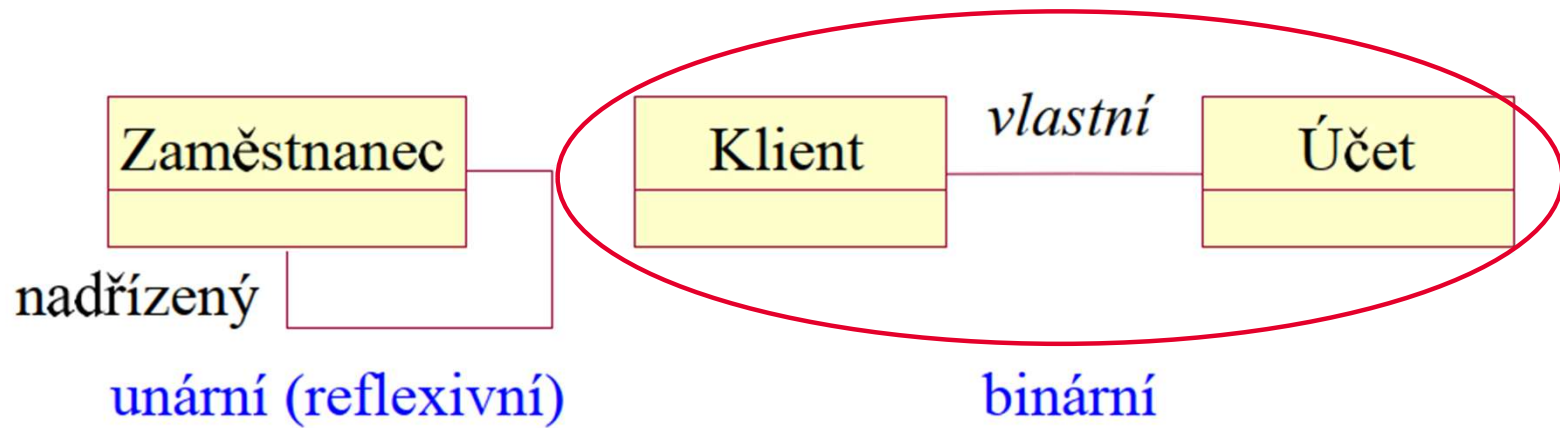 Zaměstnanec
nadřízený
unární (reflexivní)
Klient
vlastní
Účet
binární